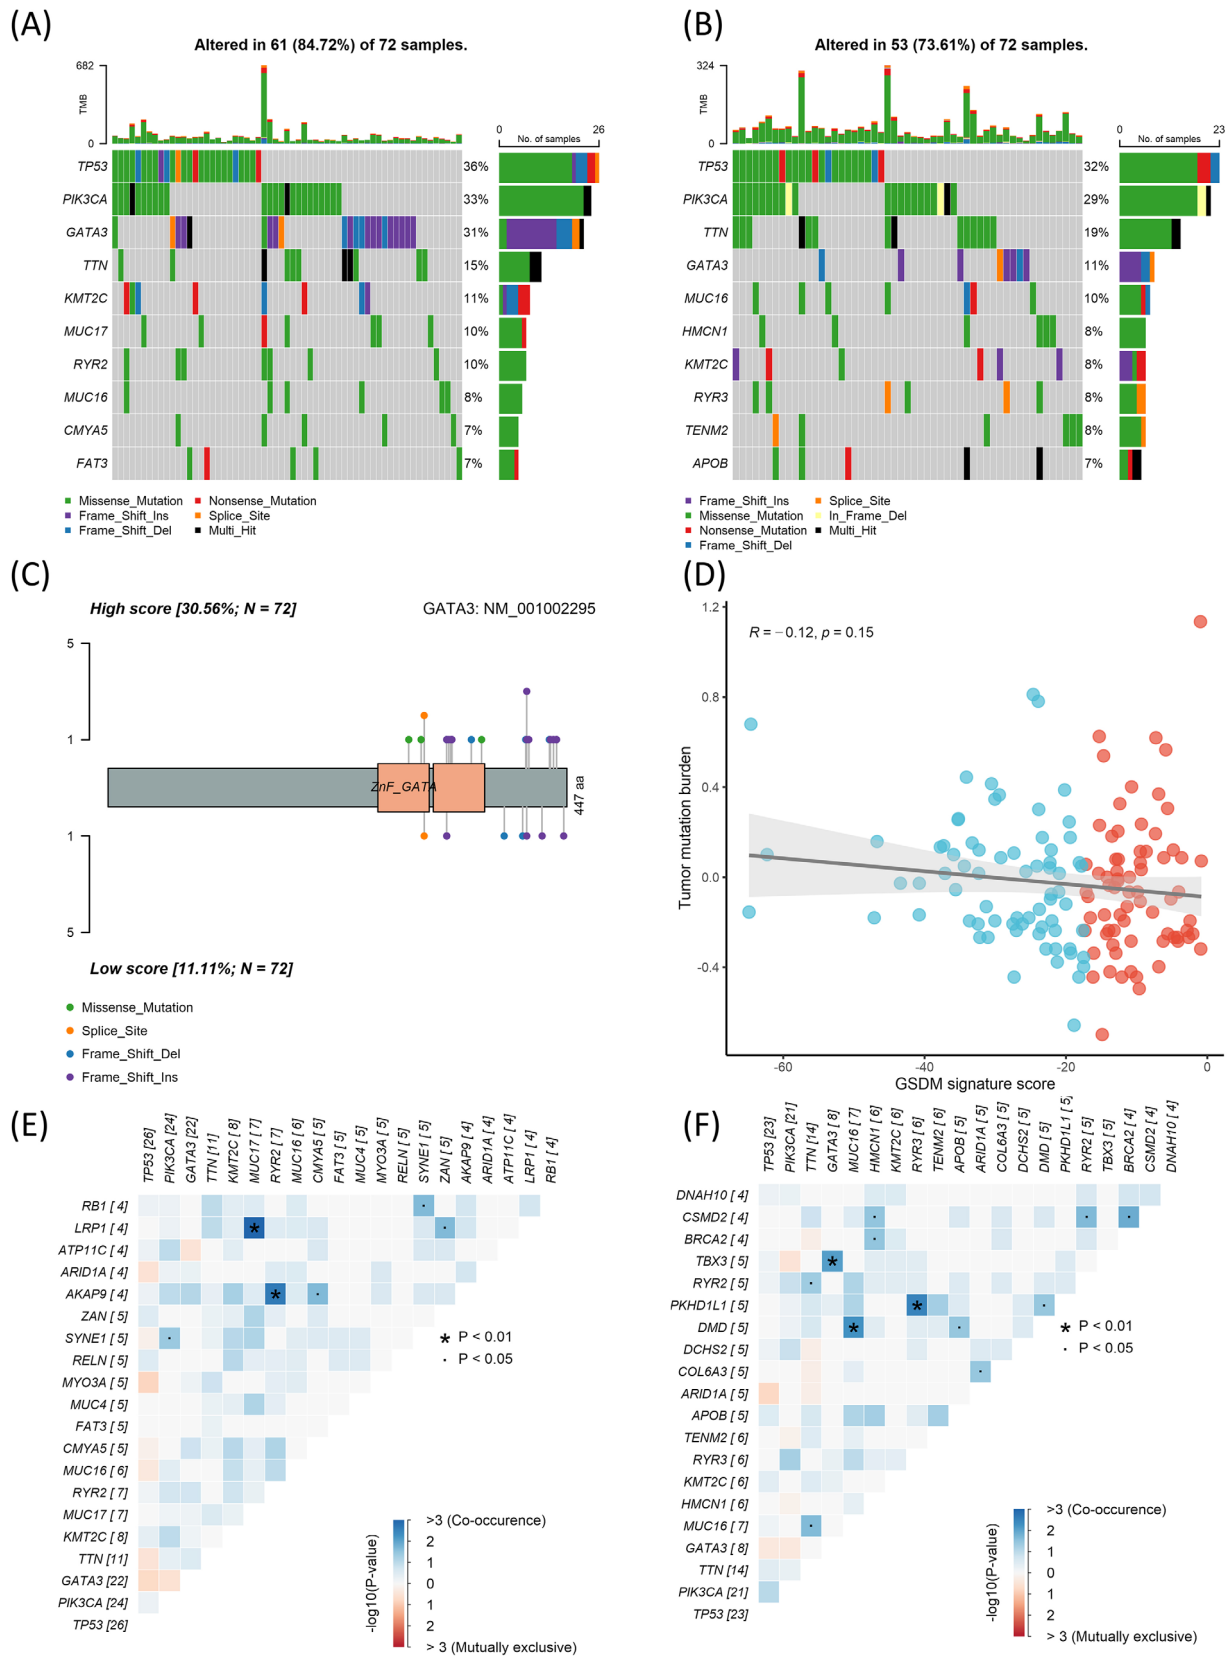 (A)
Altered in 61 (84.72%) of 72 samples.
682
TMB
0
0 26
No. of samples
TP53 36%
PIK3CA 33%
GATA3 31%
TTN 15%
KMT2C 11%
MUC17 10%
RYR2 10%
MUC16 8%
CMYA5 7%
FAT3 7%
Missense_Mutation Nonsense_Mutation
Frame_Shift_Ins Splice_Site
Frame_Shift_Del Multi_Hit
(B)
Altered in 53 (73.61%) of 72 samples.
324
TMB
0
0 23
No. of samples
TP53 32%
PIK3CA 29%
TTN 19%
GATA3 11%
MUC16 10%
HMCN1 8%
KMT2C 8%
RYR3 8%
TENM2 8%
APOB 7%
Frame_Shift_Ins Splice_Site
Missense_Mutation In_Frame_Del
Nonsense_Mutation Multi_Hit
Frame_Shift_Del
(C)
High score [30.56%; N = 72] GATA3: NM_001002295
5
1
ZnF_GATA
447 aa
1
5
Low score [11.11%; N = 72]
Missense_Mutation
Splice_Site
Frame_Shift_Del
Frame_Shift_Ins
(D)
R = −0.12, p = 0.15
1.2
0.8
0.4
0.0
-0.4
Tumor mutation burden
-60 -40 -20 0
GSDM signature score
(E)
TP53 [26]
PIK3CA [24]
GATA3 [22]
TTN [11]
KMT2C [ 8]
MUC17 [ 7]
RYR2 [ 7]
MUC16 [ 6]
CMYA5 [ 5]
FAT3 [ 5]
MUC4 [ 5]
MYO3A [ 5]
RELN [ 5]
SYNE1 [ 5]
ZAN [ 5]
AKAP9 [ 4]
ARID1A [ 4]
ATP11C [ 4]
LRP1 [ 4]
RB1 [ 4]
RB1 [ 4]
LRP1 [ 4]
ATP11C [ 4]
ARID1A [ 4]
AKAP9 [ 4]
ZAN [ 5]
SYNE1 [ 5]
RELN [ 5]
MYO3A [ 5]
MUC4 [ 5]
FAT3 [ 5]
CMYA5 [ 5]
MUC16 [ 6]
RYR2 [ 7]
MUC17 [ 7]
KMT2C [ 8]
TTN [11]
GATA3 [22]
PIK3CA [24]
TP53 [26]
* P < 0.01
· P < 0.05
-log10(P-value)
>3 (Co-occurence)
2
1
0
1
2
> 3 (Mutually exclusive)
(F)
TP53 [23]
PIK3CA [21]
TTN [14]
GATA3 [ 8]
MUC16 [ 7]
HMCN1 [ 6]
KMT2C [ 6]
RYR3 [ 6]
TENM2 [ 6]
APOB [ 5]
ARID1A [ 5]
COL6A3 [ 5]
DCHS2 [ 5]
DMD [ 5]
PKHD1L1 [ 5]
RYR2 [ 5]
TBX3 [ 5]
BRCA2 [ 4]
CSMD2 [ 4]
DNAH10 [ 4]
DNAH10 [ 4]
CSMD2 [ 4]
BRCA2 [ 4]
TBX3 [ 5]
RYR2 [ 5]
PKHD1L1 [ 5]
DMD [ 5]
DCHS2 [ 5]
COL6A3 [ 5]
ARID1A [ 5]
APOB [ 5]
TENM2 [ 6]
RYR3 [ 6]
KMT2C [ 6]
HMCN1 [ 6]
MUC16 [ 7]
GATA3 [ 8]
TTN [14]
PIK3CA [21]
TP53 [23]
* P < 0.01
· P < 0.05
-log10(P-value)
>3 (Co-occurence)
2
1
0
1
2
> 3 (Mutually exclusive)